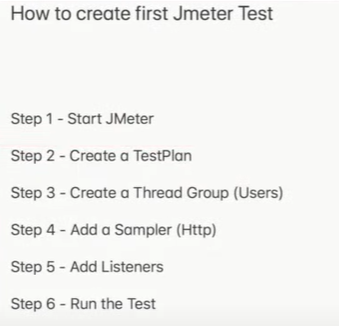 How to create first Jmeter Test
Step 1 - Start JMeter
Step 2 - Create a TestPlan
Step 3 - Create a Thread Group (Users)
Step 4 - Add a Sampler (Http)
Step 5 - Add Listeners
Step 6 - Run the Test